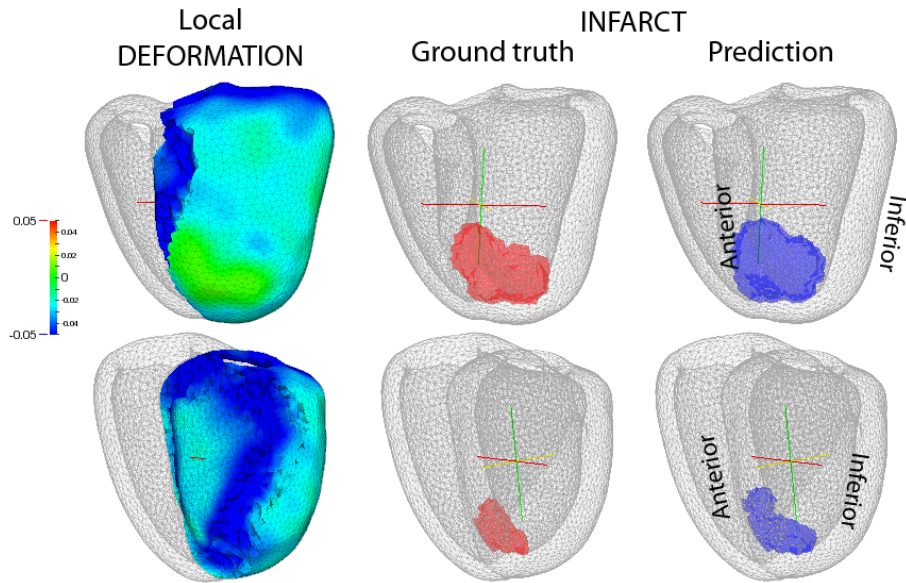 Local
DEFORMATION
INFARCT
Ground truth
Prediction
0.05
0.04
0.02
0
-0.02
-0.04
-0.05
Anterior
Inferior
Anterior
Inferior